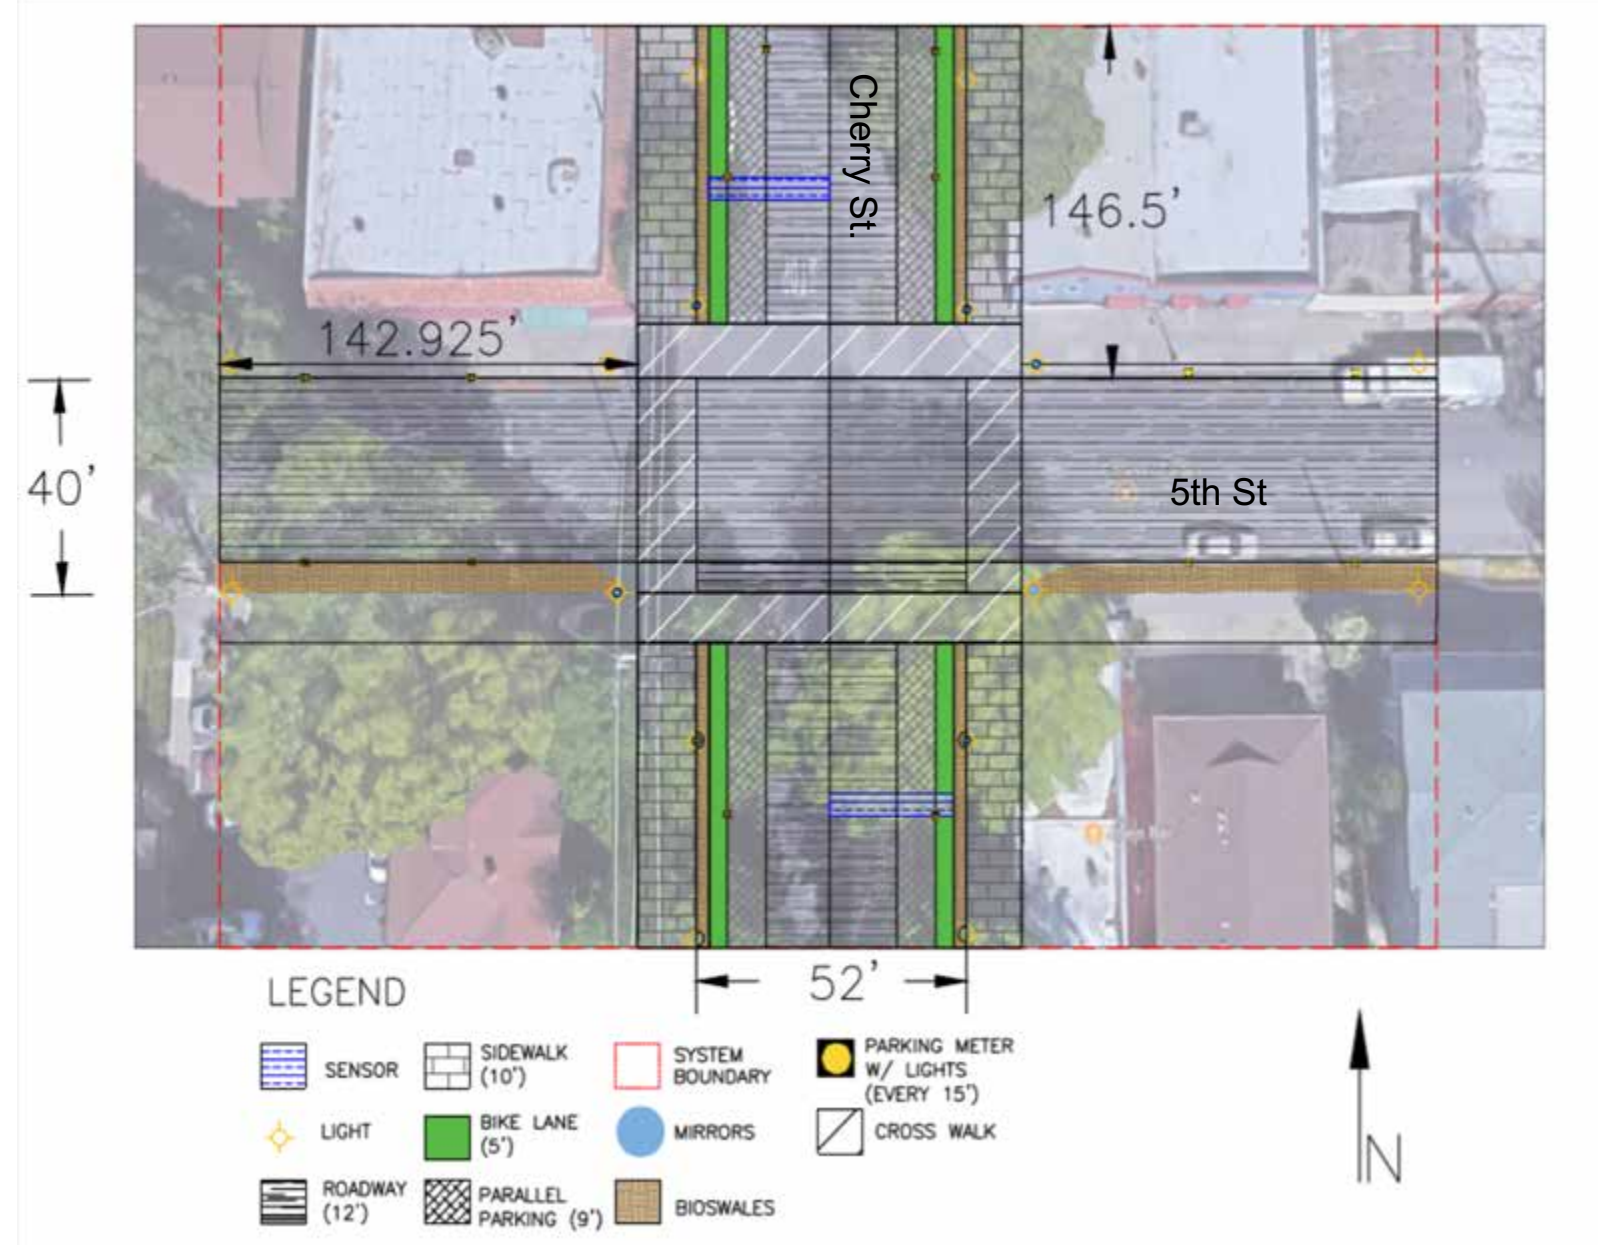 Cherry St.
146.5'
142.925'
40'
5th St
52'
LEGEND
SENSOR
SIDEWALK
(10')
SYSTEM
BOUNDARY
PARKING METER
W/ LIGHTS
(EVERY 15')
LIGHT
BIKE LANE
(5')
MIRRORS
CROSS WALK
ROADWAY
(12')
PARALLEL
PARKING (9')
BIOSWALES
N